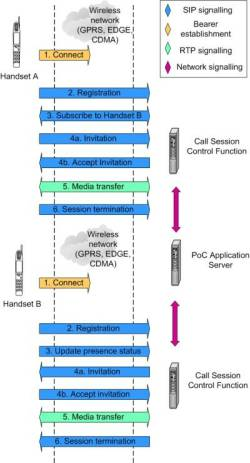 Wireless
network
(GPRS, EDGE,
CDMA)
SIP signalling
Bearer
establishment
RTP signalling
Network signalling
Handset A
1. Connect
2. Registration
3. Subscribe to Handset B
4a. Invitation
4b. Accept Invitation
5. Media transfer
6. Session termination
Call Session
Control Function
PoC Application
Server
Wireless
network
(GPRS, EDGE,
CDMA)
Handset B
1. Connect
2. Registration
3. Update presence status
4a. Invitation
4b. Accept invitation
5. Media transfer
6. Session termination
Call Session
Control Function